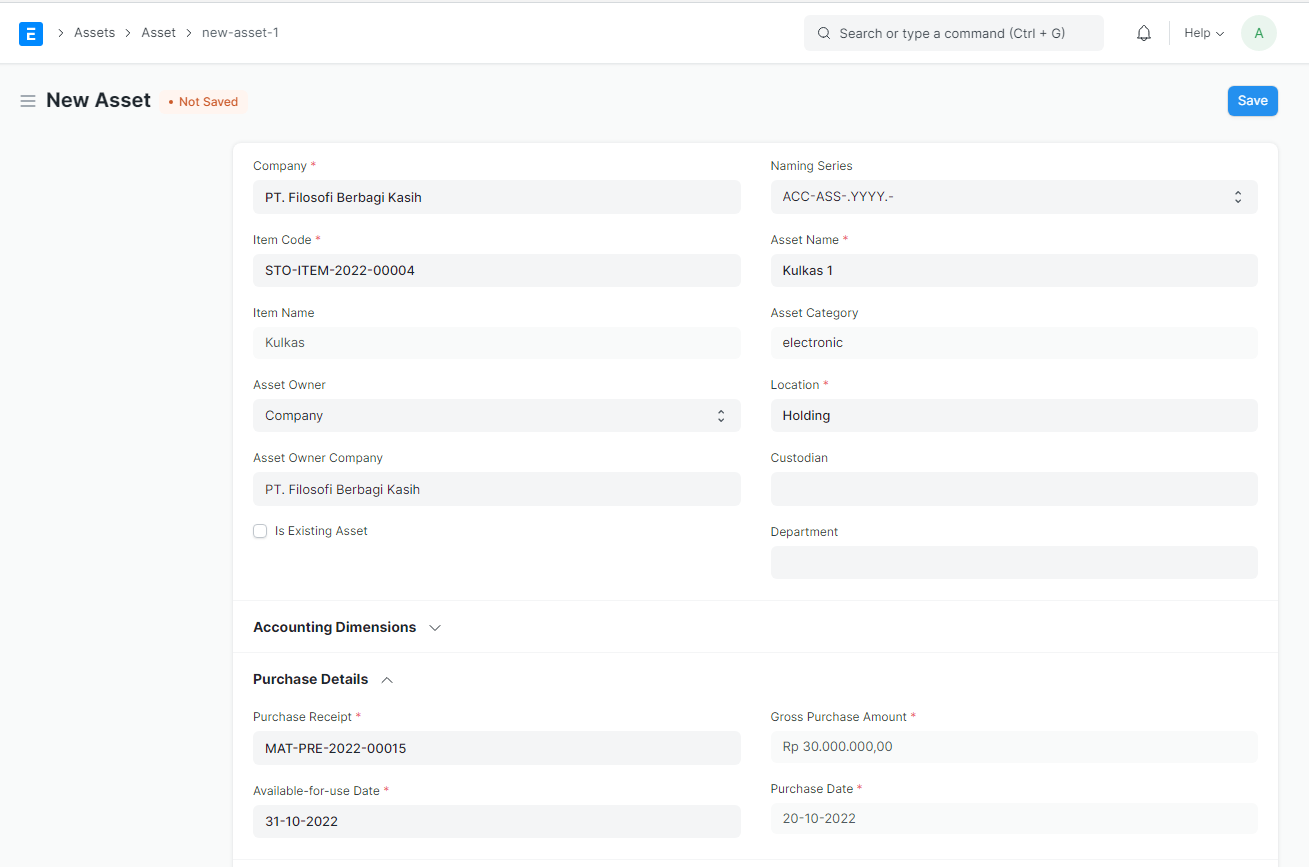 E
Assets
Asset
new-asset-1
Search or type a command (Ctrl + G)
Help
A
New Asset
• Not Saved
Save
Company *
PT. Filosofi Berbagi Kasih
Naming Series
ACC-ASS-.YYYY.-
Item Code *
STO-ITEM-2022-00004
Asset Name *
Kulkas 1
Item Name
Kulkas
Asset Category
electronic
Asset Owner
Company
Location *
Holding
Asset Owner Company
PT. Filosofi Berbagi Kasih
Custodian
Is Existing Asset
Department
Accounting Dimensions
Purchase Details
Purchase Receipt *
MAT-PRE-2022-00015
Gross Purchase Amount *
Rp 30.000.000,00
Available-for-use Date *
31-10-2022
Purchase Date *
20-10-2022